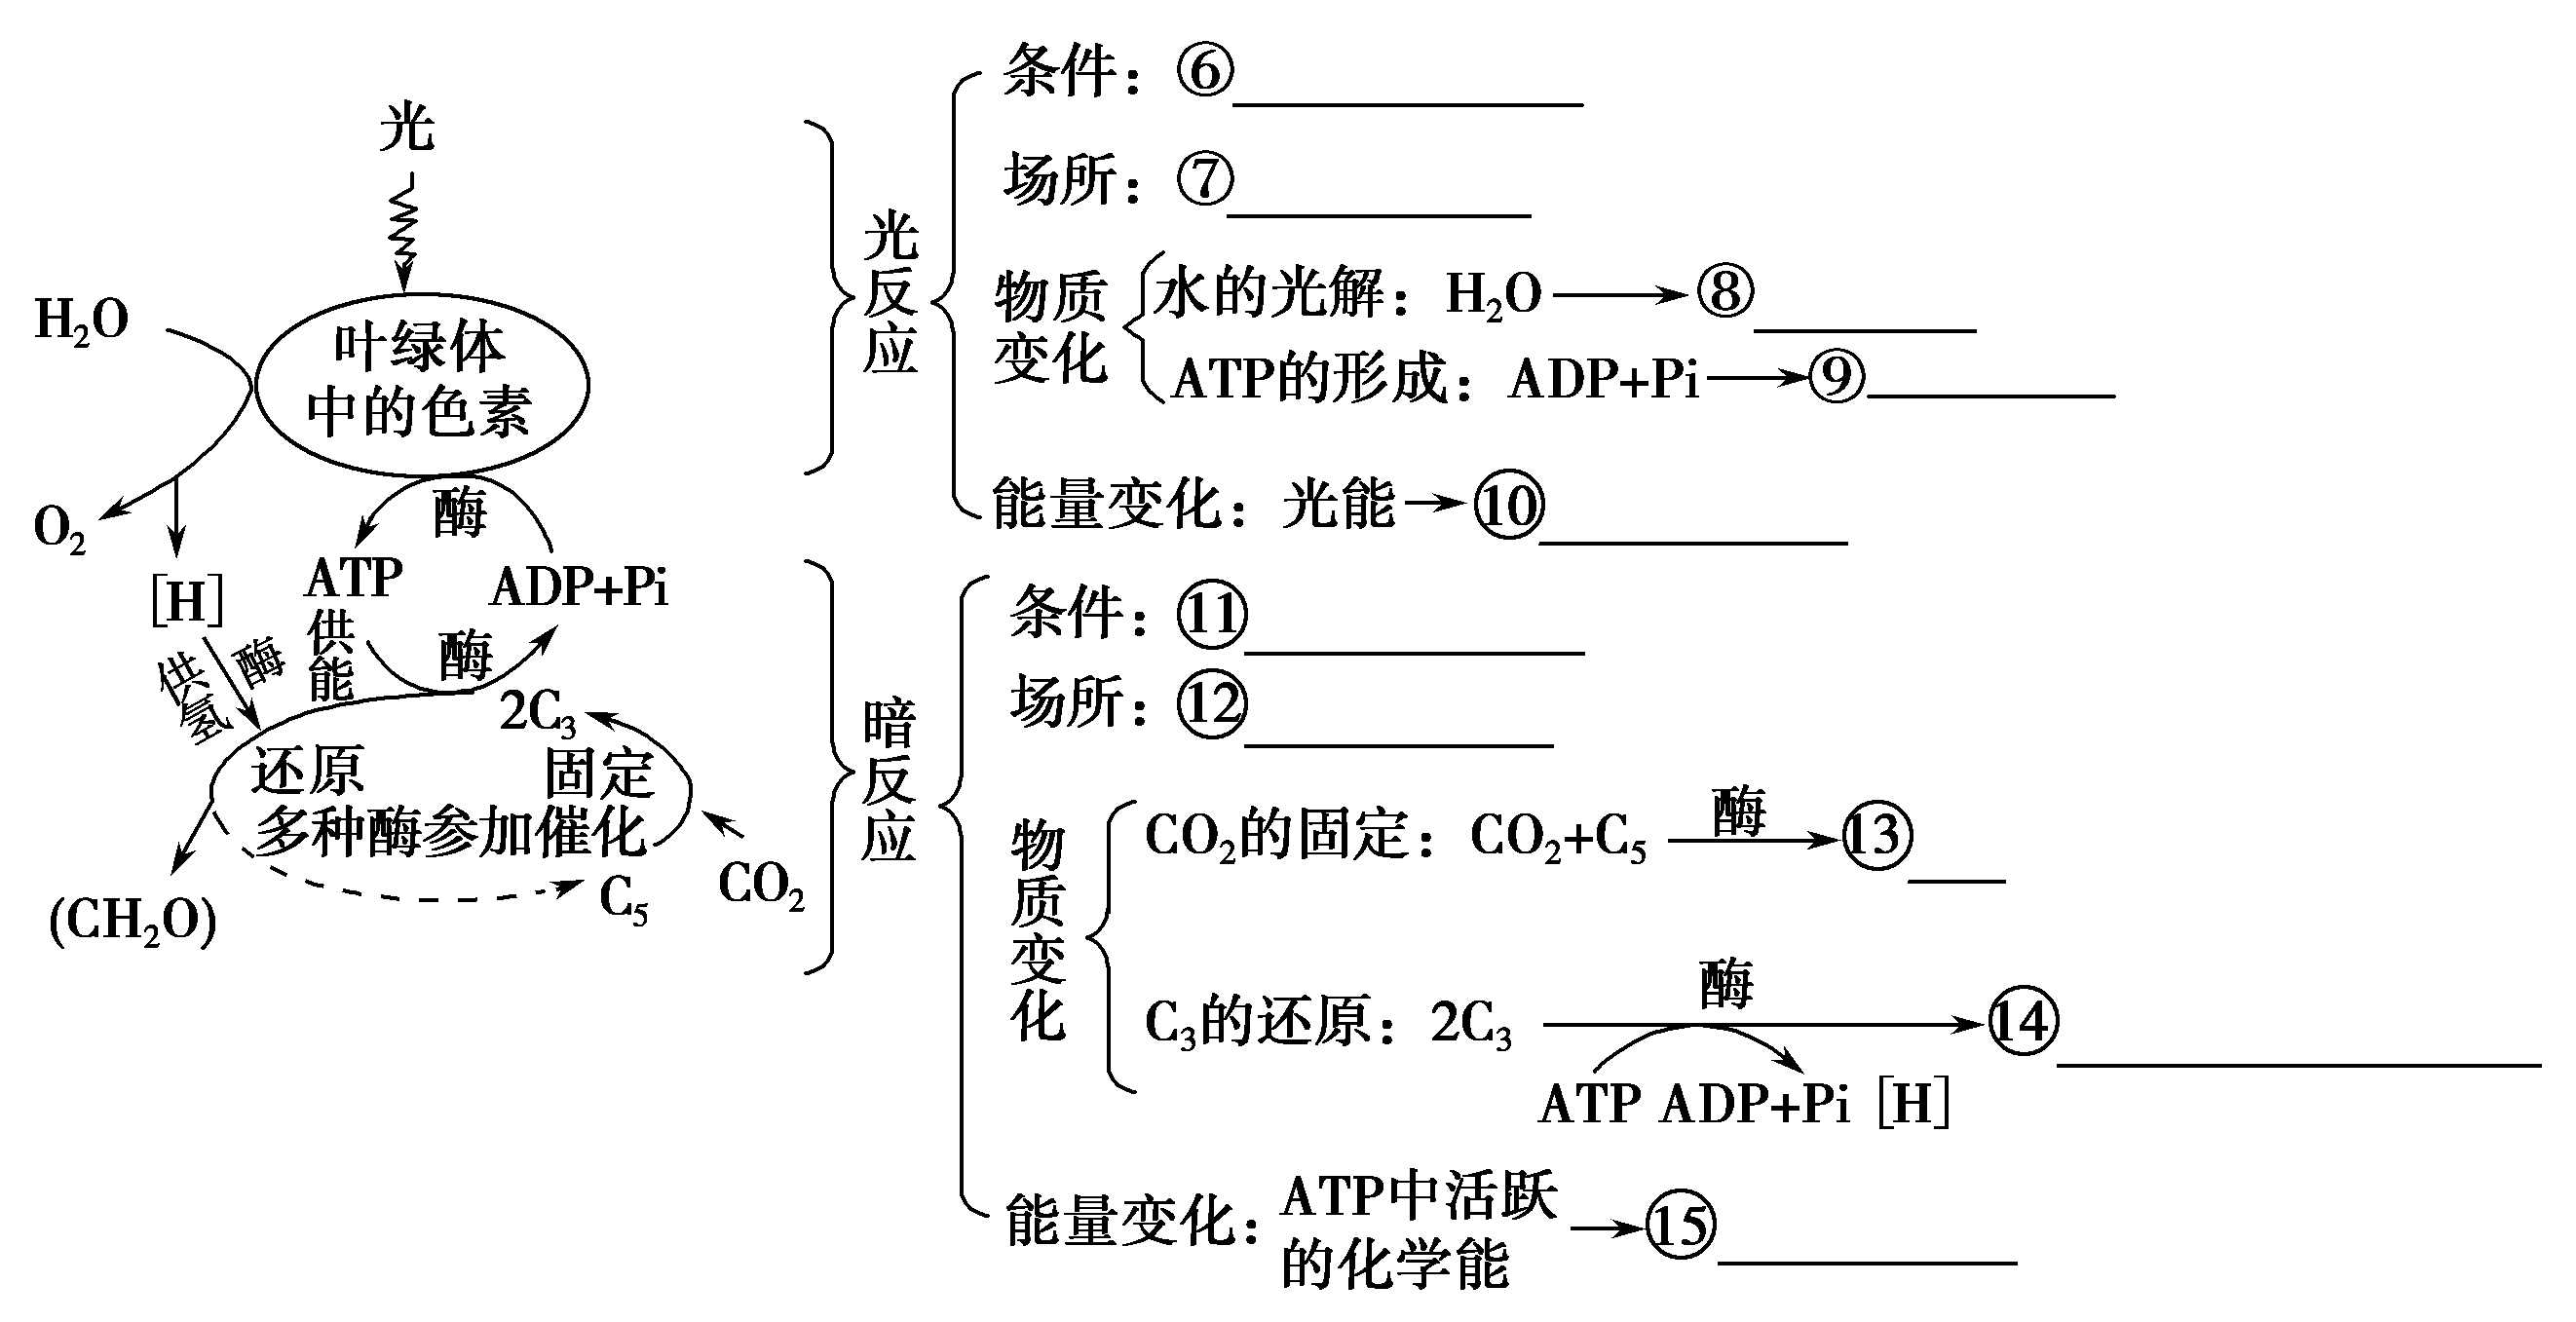 光
H₂O
叶绿体
中的色素
O₂
酶
[H]
ATP
ADP+Pi
供能
酶
供氢
酶
2C₃
还原
固定
多种酶参加催化
(CH₂O)
C₅
CO₂
光反应
条件：⑥
场所：⑦
物质变化
水的光解：H₂O→⑧
ATP的形成：ADP+Pi→⑨
能量变化：光能→⑩
暗反应
条件：⑪
场所：⑫
物质变化
酶
CO₂的固定：CO₂+C₅→⑬
酶
C₃的还原：2C₃→⑭
ATP ADP+Pi [H]
能量变化：ATP中活跃
的化学能→⑮